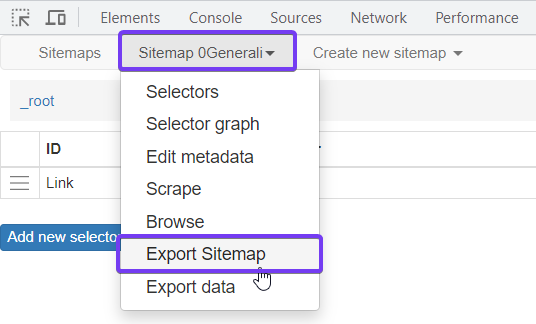 Elements Console Sources Network Performance
Sitemaps Sitemap 0Generali Create new sitemap
_root
Selectors
Selector graph
ID
Edit metadata
Link
Scrape
Browse
Add new selecto
Export Sitemap
Export data